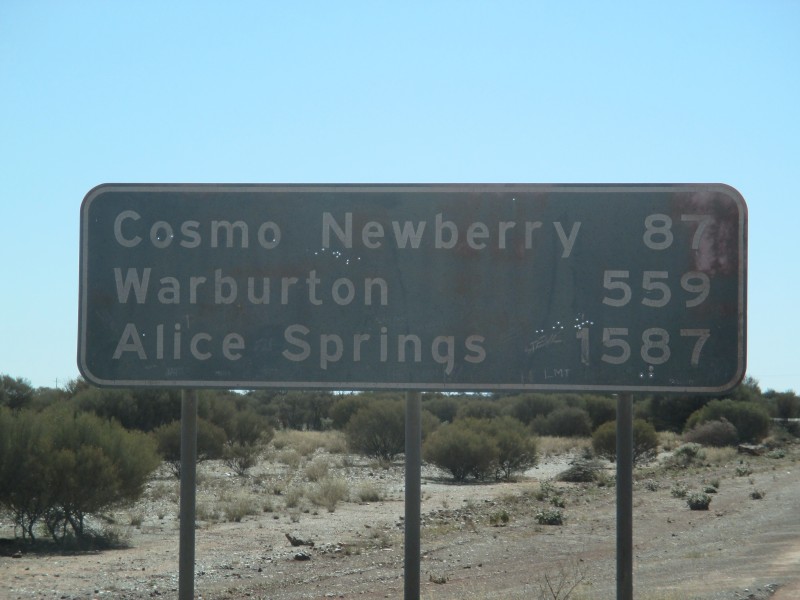 Cosmo Newberry 87
Warburton 559
Alice Springs 1587